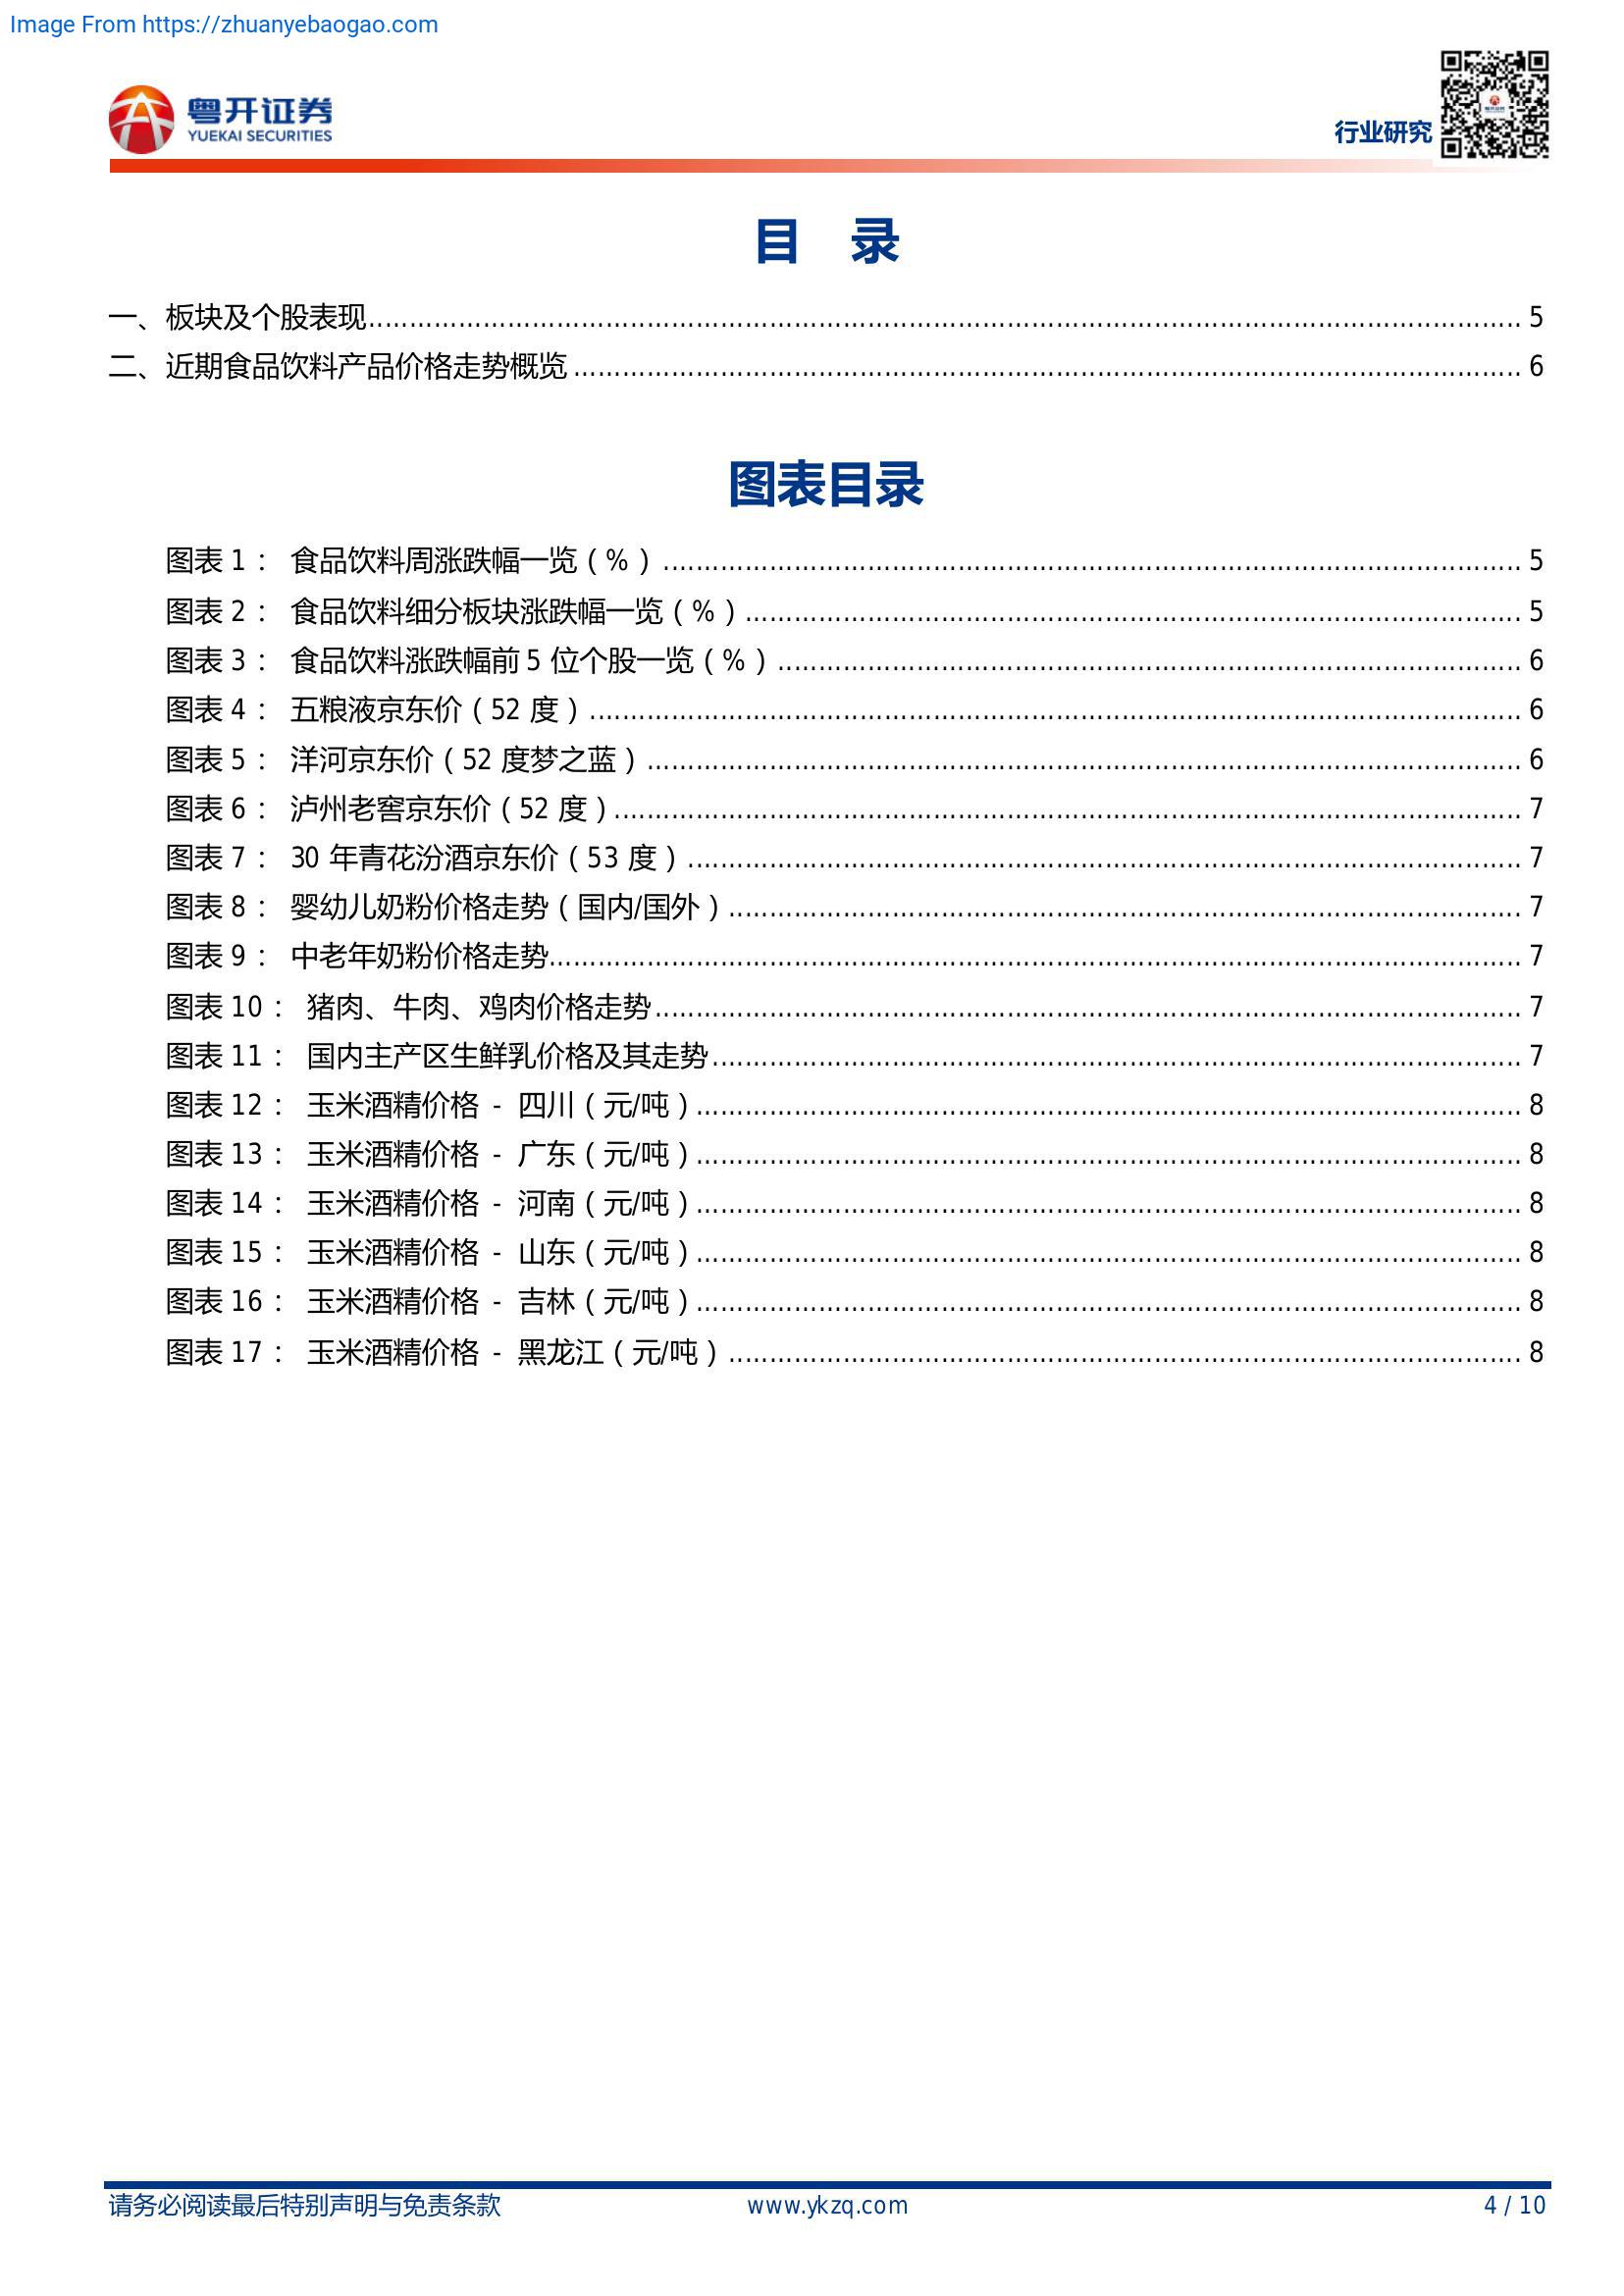 Image From https://zhuanyebaogao.com
粤开证券
YUEKAI SECURITIES
行业研究
目 录
一、板块及个股表现 5
二、近期食品饮料产品价格走势概览 6
图表目录
图表 1： 食品饮料周涨跌幅一览（%） 5
图表 2： 食品饮料细分板块涨跌幅一览（%） 5
图表 3： 食品饮料涨跌幅前 5 位个股一览（%） 6
图表 4： 五粮液京东价（52 度） 6
图表 5： 洋河京东价（52 度梦之蓝） 6
图表 6： 泸州老窖京东价（52 度） 7
图表 7： 30 年青花汾酒京东价（53 度） 7
图表 8： 婴幼儿奶粉价格走势（国内/国外） 7
图表 9： 中老年奶粉价格走势 7
图表 10： 猪肉、牛肉、鸡肉价格走势 7
图表 11： 国内主产区生鲜乳价格及其走势 7
图表 12： 玉米酒精价格 - 四川（元/吨） 8
图表 13： 玉米酒精价格 - 广东（元/吨） 8
图表 14： 玉米酒精价格 - 河南（元/吨） 8
图表 15： 玉米酒精价格 - 山东（元/吨） 8
图表 16： 玉米酒精价格 - 吉林（元/吨） 8
图表 17： 玉米酒精价格 - 黑龙江（元/吨） 8
请务必阅读最后特别声明与免责条款 www.ykzq.com 4 / 10